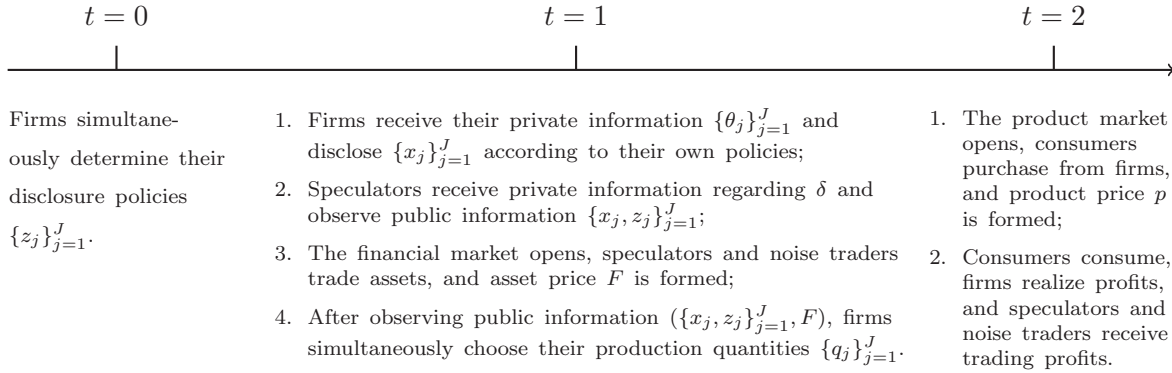 t = 0
t = 1
t = 2
Firms simultane-
ously determine their
disclosure policies
{z_j}_{j=1}^J.
1. Firms receive their private information {θ_j}_{j=1}^J and
disclose {x_j}_{j=1}^J according to their own policies;
2. Speculators receive private information regarding δ and
observe public information {x_j, z_j}_{j=1}^J;
3. The financial market opens, speculators and noise traders
trade assets, and asset price F is formed;
4. After observing public information ({x_j, z_j}_{j=1}^J, F), firms
simultaneously choose their production quantities {q_j}_{j=1}^J.
1. The product market
opens, consumers
purchase from firms,
and product price p
is formed;
2. Consumers consume,
firms realize profits,
and speculators and
noise traders receive
trading profits.